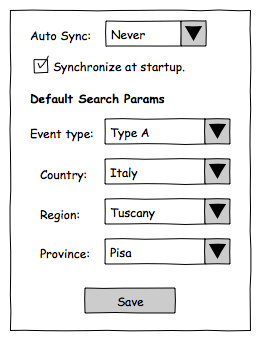 Auto Sync: Never
Synchronize at startup.
Default Search Params
Event type: Type A
Country: Italy
Region: Tuscany
Province: Pisa
Save